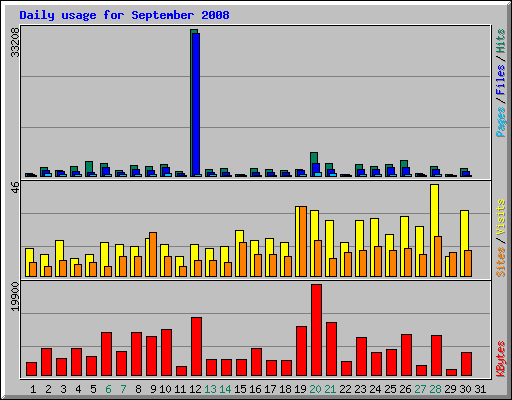 Daily usage for September 2008
33208
Pages / Files / Hits
46
Sites / Visits
19900
KBytes
1 2 3 4 5 6 7 8 9 10 11 12 13 14 15 16 17 18 19 20 21 22 23 24 25 26 27 28 29 30 31